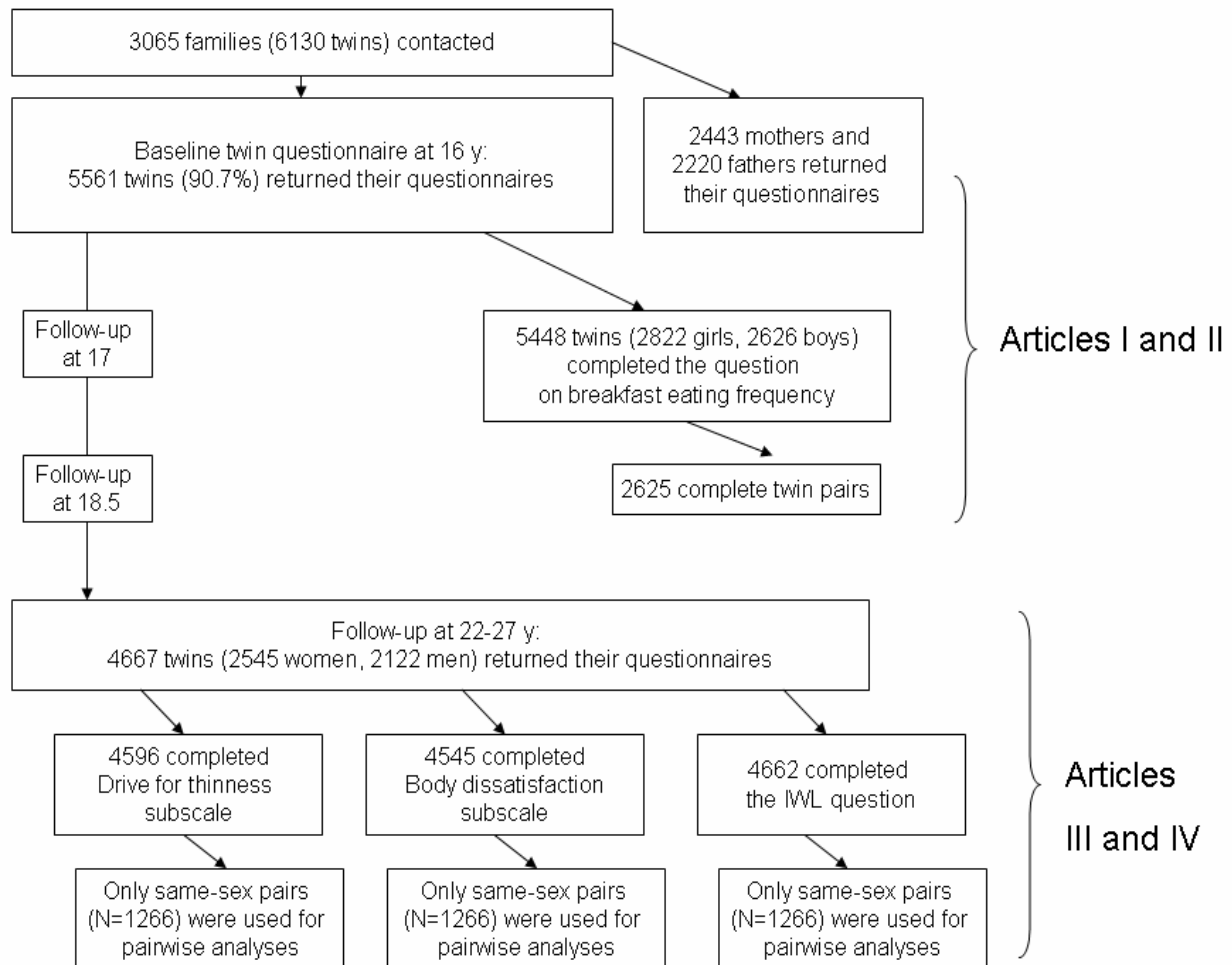 3065 families (6130 twins) contacted
Baseline twin questionnaire at 16 y:
5561 twins (90.7%) returned their questionnaires
2443 mothers and
2220 fathers returned
their questionnaires
Follow-up
at 17
5448 twins (2822 girls, 2626 boys)
completed the question
on breakfast eating frequency
Articles I and II
Follow-up
at 18.5
2625 complete twin pairs
Follow-up at 22-27 y:
4667 twins (2545 women, 2122 men) returned their questionnaires
4596 completed
Drive for thinness
subscale
4545 completed
Body dissatisfaction
subscale
4662 completed
the IWL question
Articles
III and IV
Only same-sex pairs
(N=1266) were used for
pairwise analyses
Only same-sex pairs
(N=1266) were used for
pairwise analyses
Only same-sex pairs
(N=1266) were used for
pairwise analyses